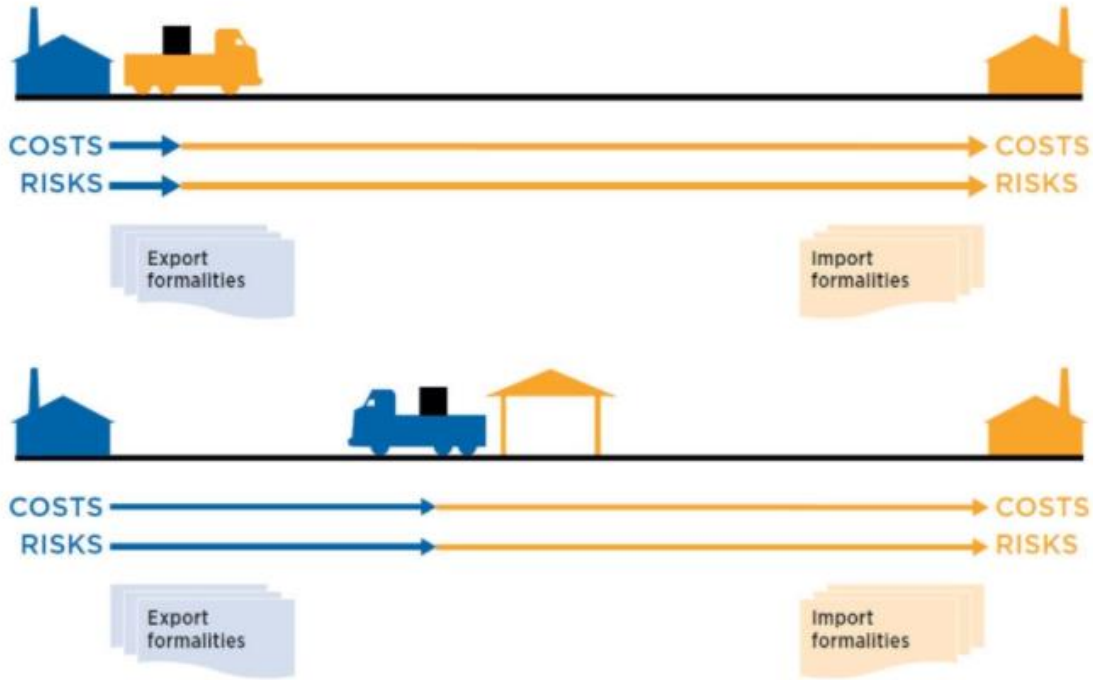 COSTS COSTS
RISKS RISKS
Export
formalities
Import
formalities
COSTS COSTS
RISKS RISKS
Export
formalities
Import
formalities